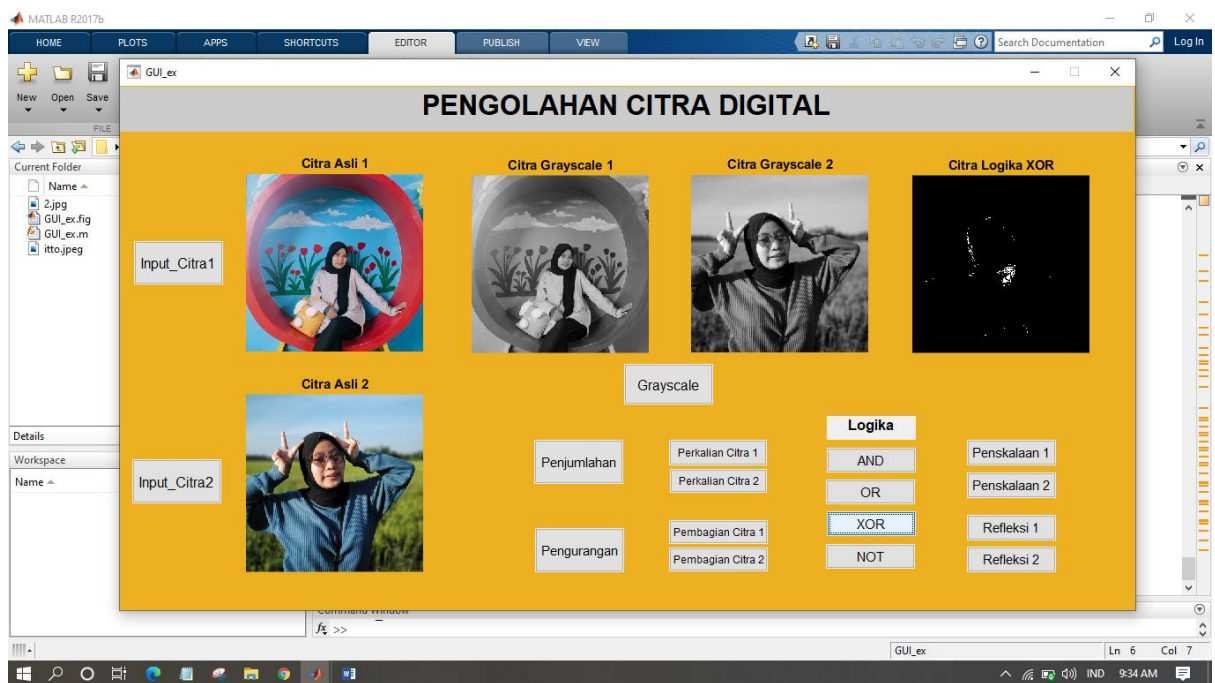 MATLAB R2017b
HOME PLOTS APPS SHORTCUTS EDITOR PUBLISH VIEW Search Documentation Log In
GUI_ex
New Open Save
FILE
PENGOLAHAN CITRA DIGITAL
Current Folder
Name
2.jpg
GUI_ex.fig
GUI_ex.m
itto.jpeg
Details
Workspace
Name
Citra Asli 1 Citra Grayscale 1 Citra Grayscale 2 Citra Logika XOR
Input_Citra1
Grayscale
Citra Asli 2
Input_Citra2
Penjumlahan
Pengurangan
Perkalian Citra 1
Perkalian Citra 2
Pembagian Citra 1
Pembagian Citra 2
Logika
AND
OR
XOR
NOT
Penskalaan 1
Penskalaan 2
Refleksi 1
Refleksi 2
Command Window
fx >>
GUI_ex Ln 6 Col 7
IND 9:34 AM